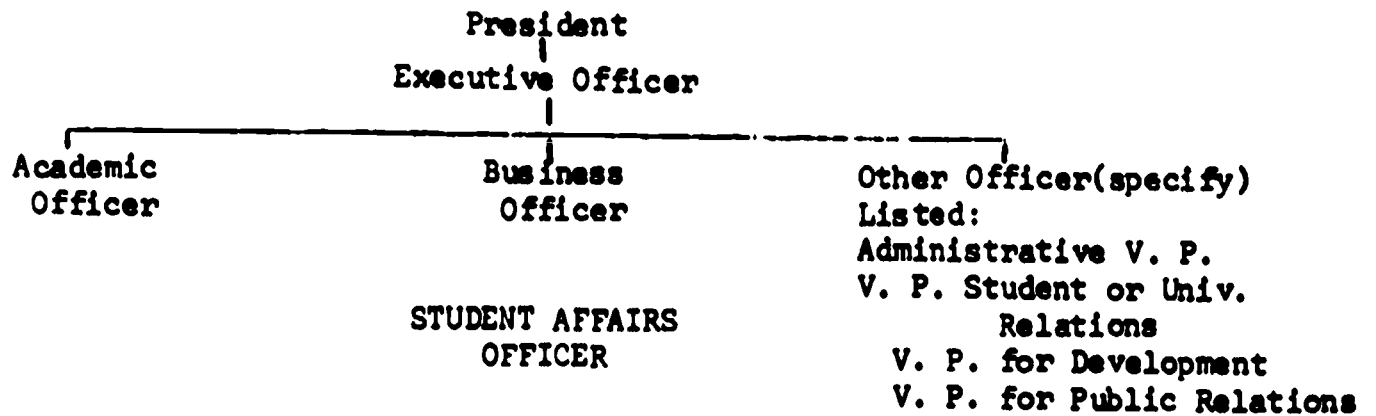 President
Executive Officer
Academic
Officer
Business
Officer
Other Officer(specify)
Listed:
Administrative V. P.
V. P. Student or Univ.
Relations
V. P. for Development
V. P. for Public Relations
STUDENT AFFAIRS
OFFICER